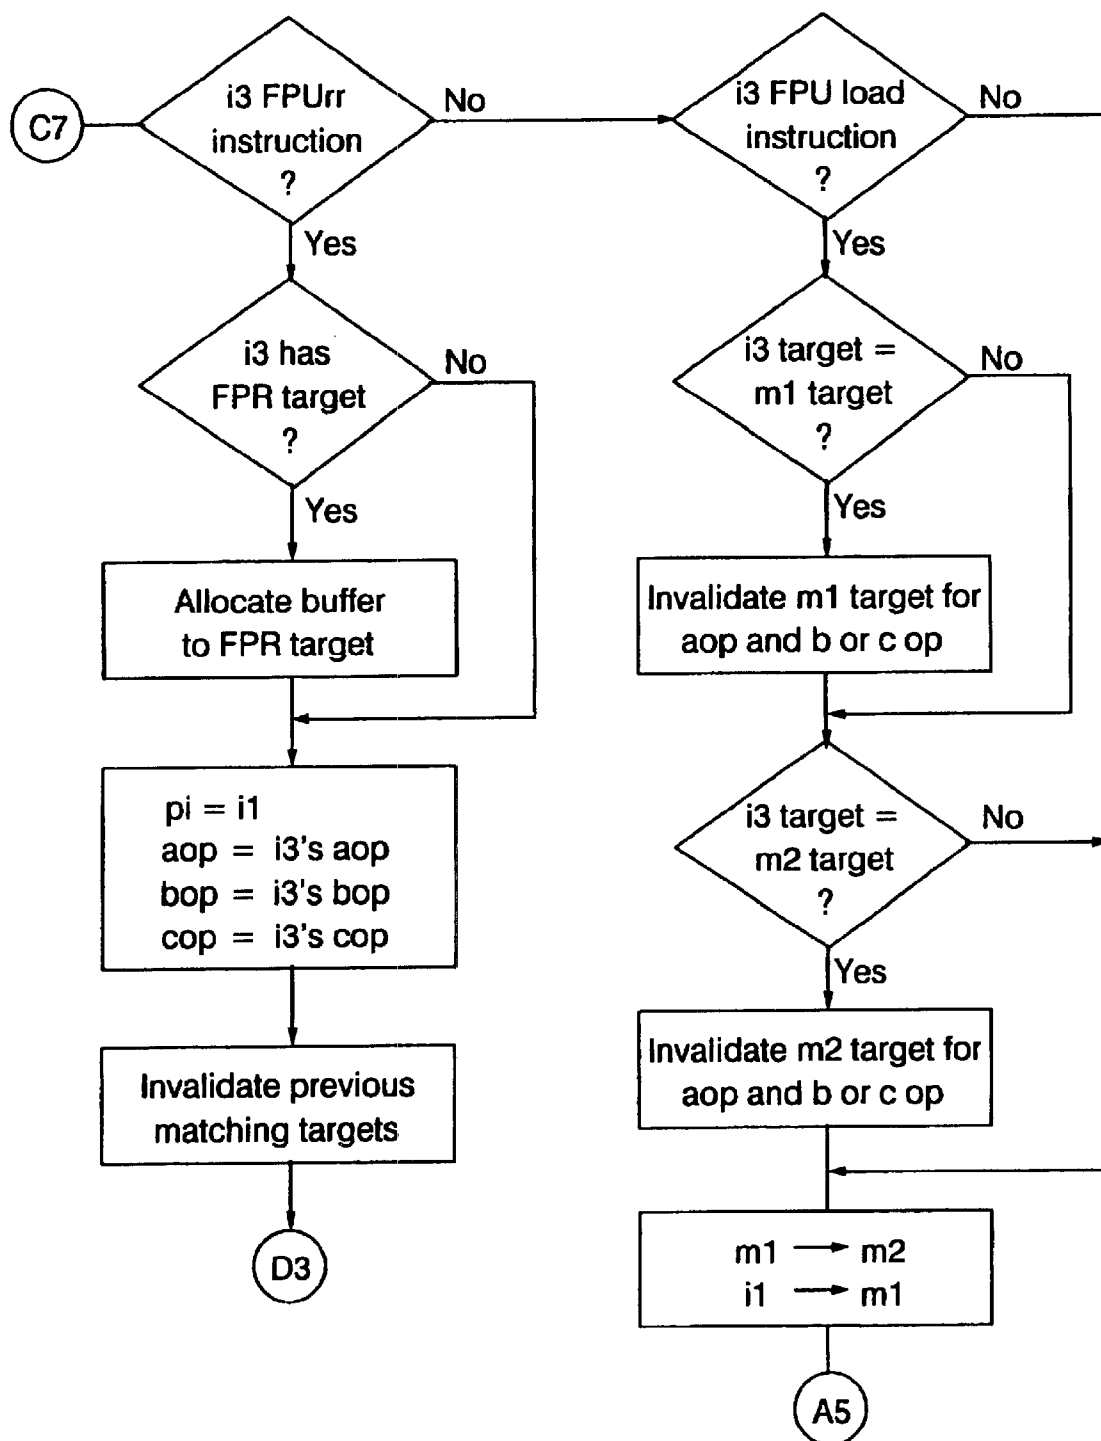 C7
i3 FPUrr
instruction
?
No
Yes
i3 has
FPR target
?
No
Yes
Allocate buffer
to FPR target
pi = i1
aop = i3's aop
bop = i3's bop
cop = i3's cop
Invalidate previous
matching targets
D3
i3 FPU load
instruction
?
No
Yes
i3 target =
m1 target
?
No
Yes
Invalidate m1 target for
aop and b or c op
i3 target =
m2 target
?
No
Yes
Invalidate m2 target for
aop and b or c op
m1 → m2
i1 → m1
A5